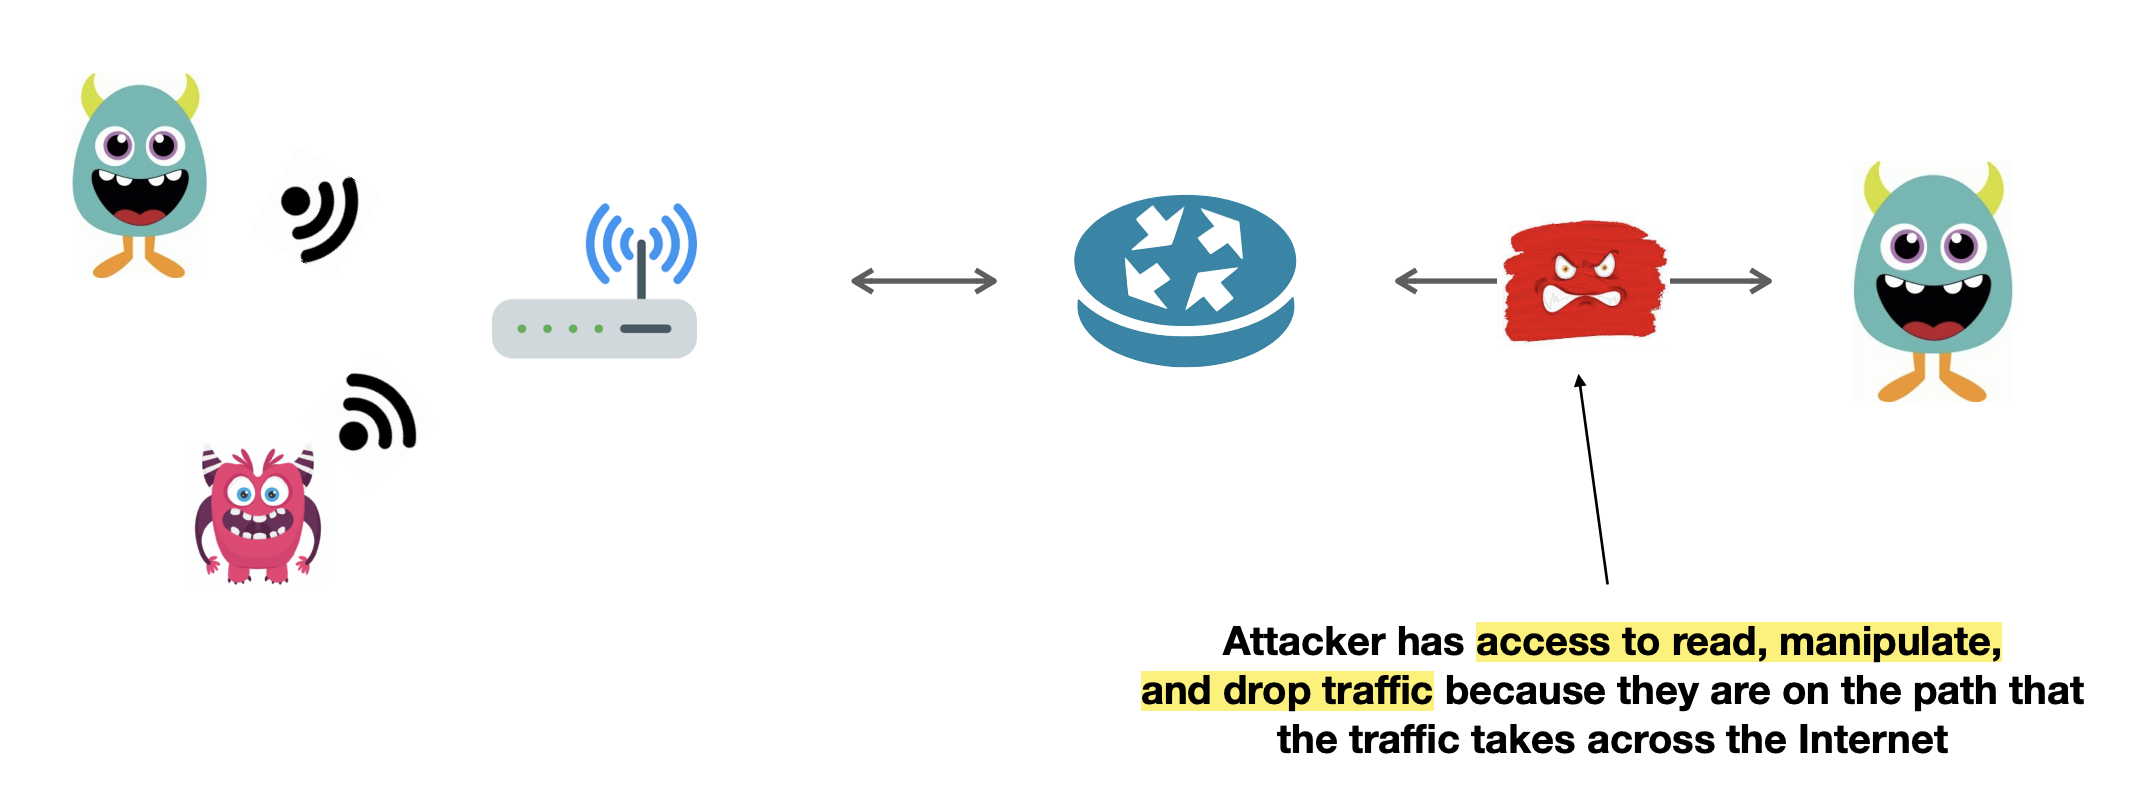 Attacker has access to read, manipulate,
and drop traffic because they are on the path that
the traffic takes across the Internet